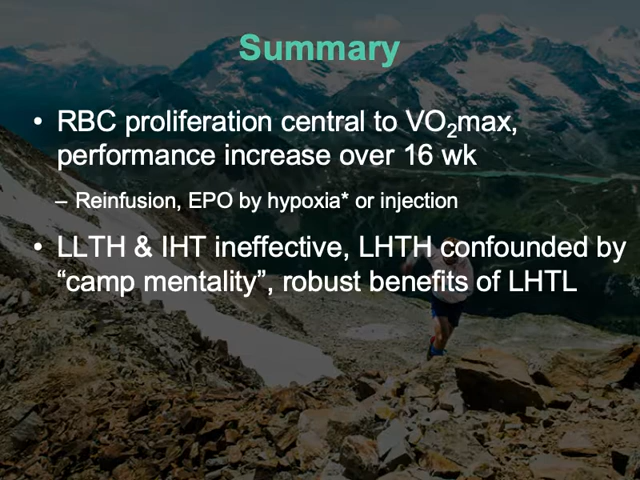 Summary
• RBC proliferation central to VO₂max,
performance increase over 16 wk
– Reinfusion, EPO by hypoxia* or injection
• LLTH & IHT ineffective, LHTH confounded by
“camp mentality”, robust benefits of LHTL